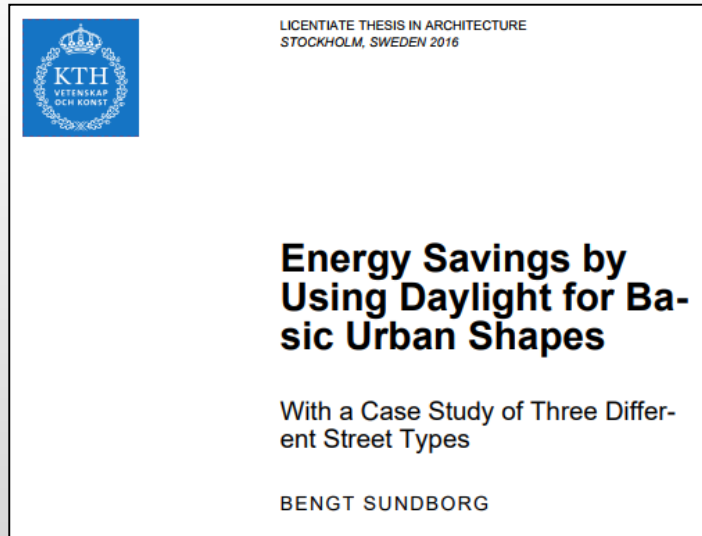 KTH
VETENSKAP
OCH KONST
LICENTIATE THESIS IN ARCHITECTURE
STOCKHOLM, SWEDEN 2016
Energy Savings by
Using Daylight for Ba-
sic Urban Shapes
With a Case Study of Three Differ-
ent Street Types
BENGT SUNDBORG